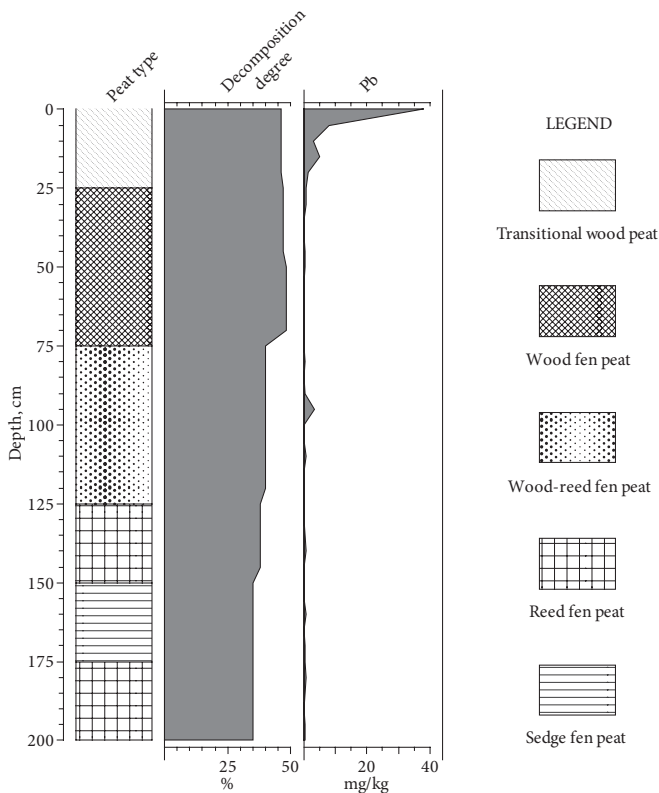 Peat type
Decomposition
degree
Pb
0
25
50
75
100
125
150
175
200
Depth, cm
25
50
%
20
40
mg/kg
LEGEND
Transitional wood peat
Wood fen peat
Wood-reed fen peat
Reed fen peat
Sedge fen peat